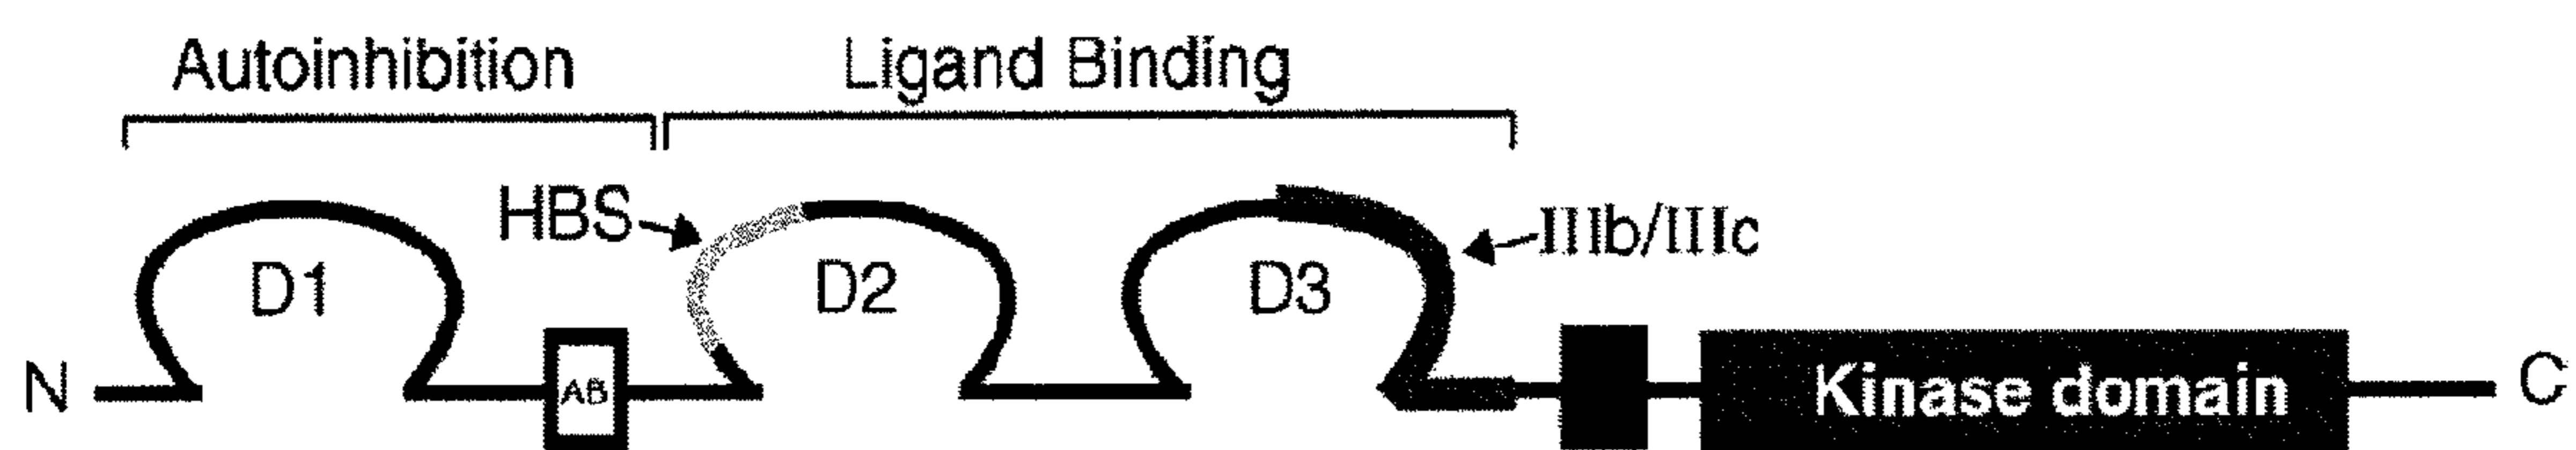 Autoinhibition Ligand Binding
HBS IIIb/IIIc
D1 D2 D3
N AB Kinase domain C